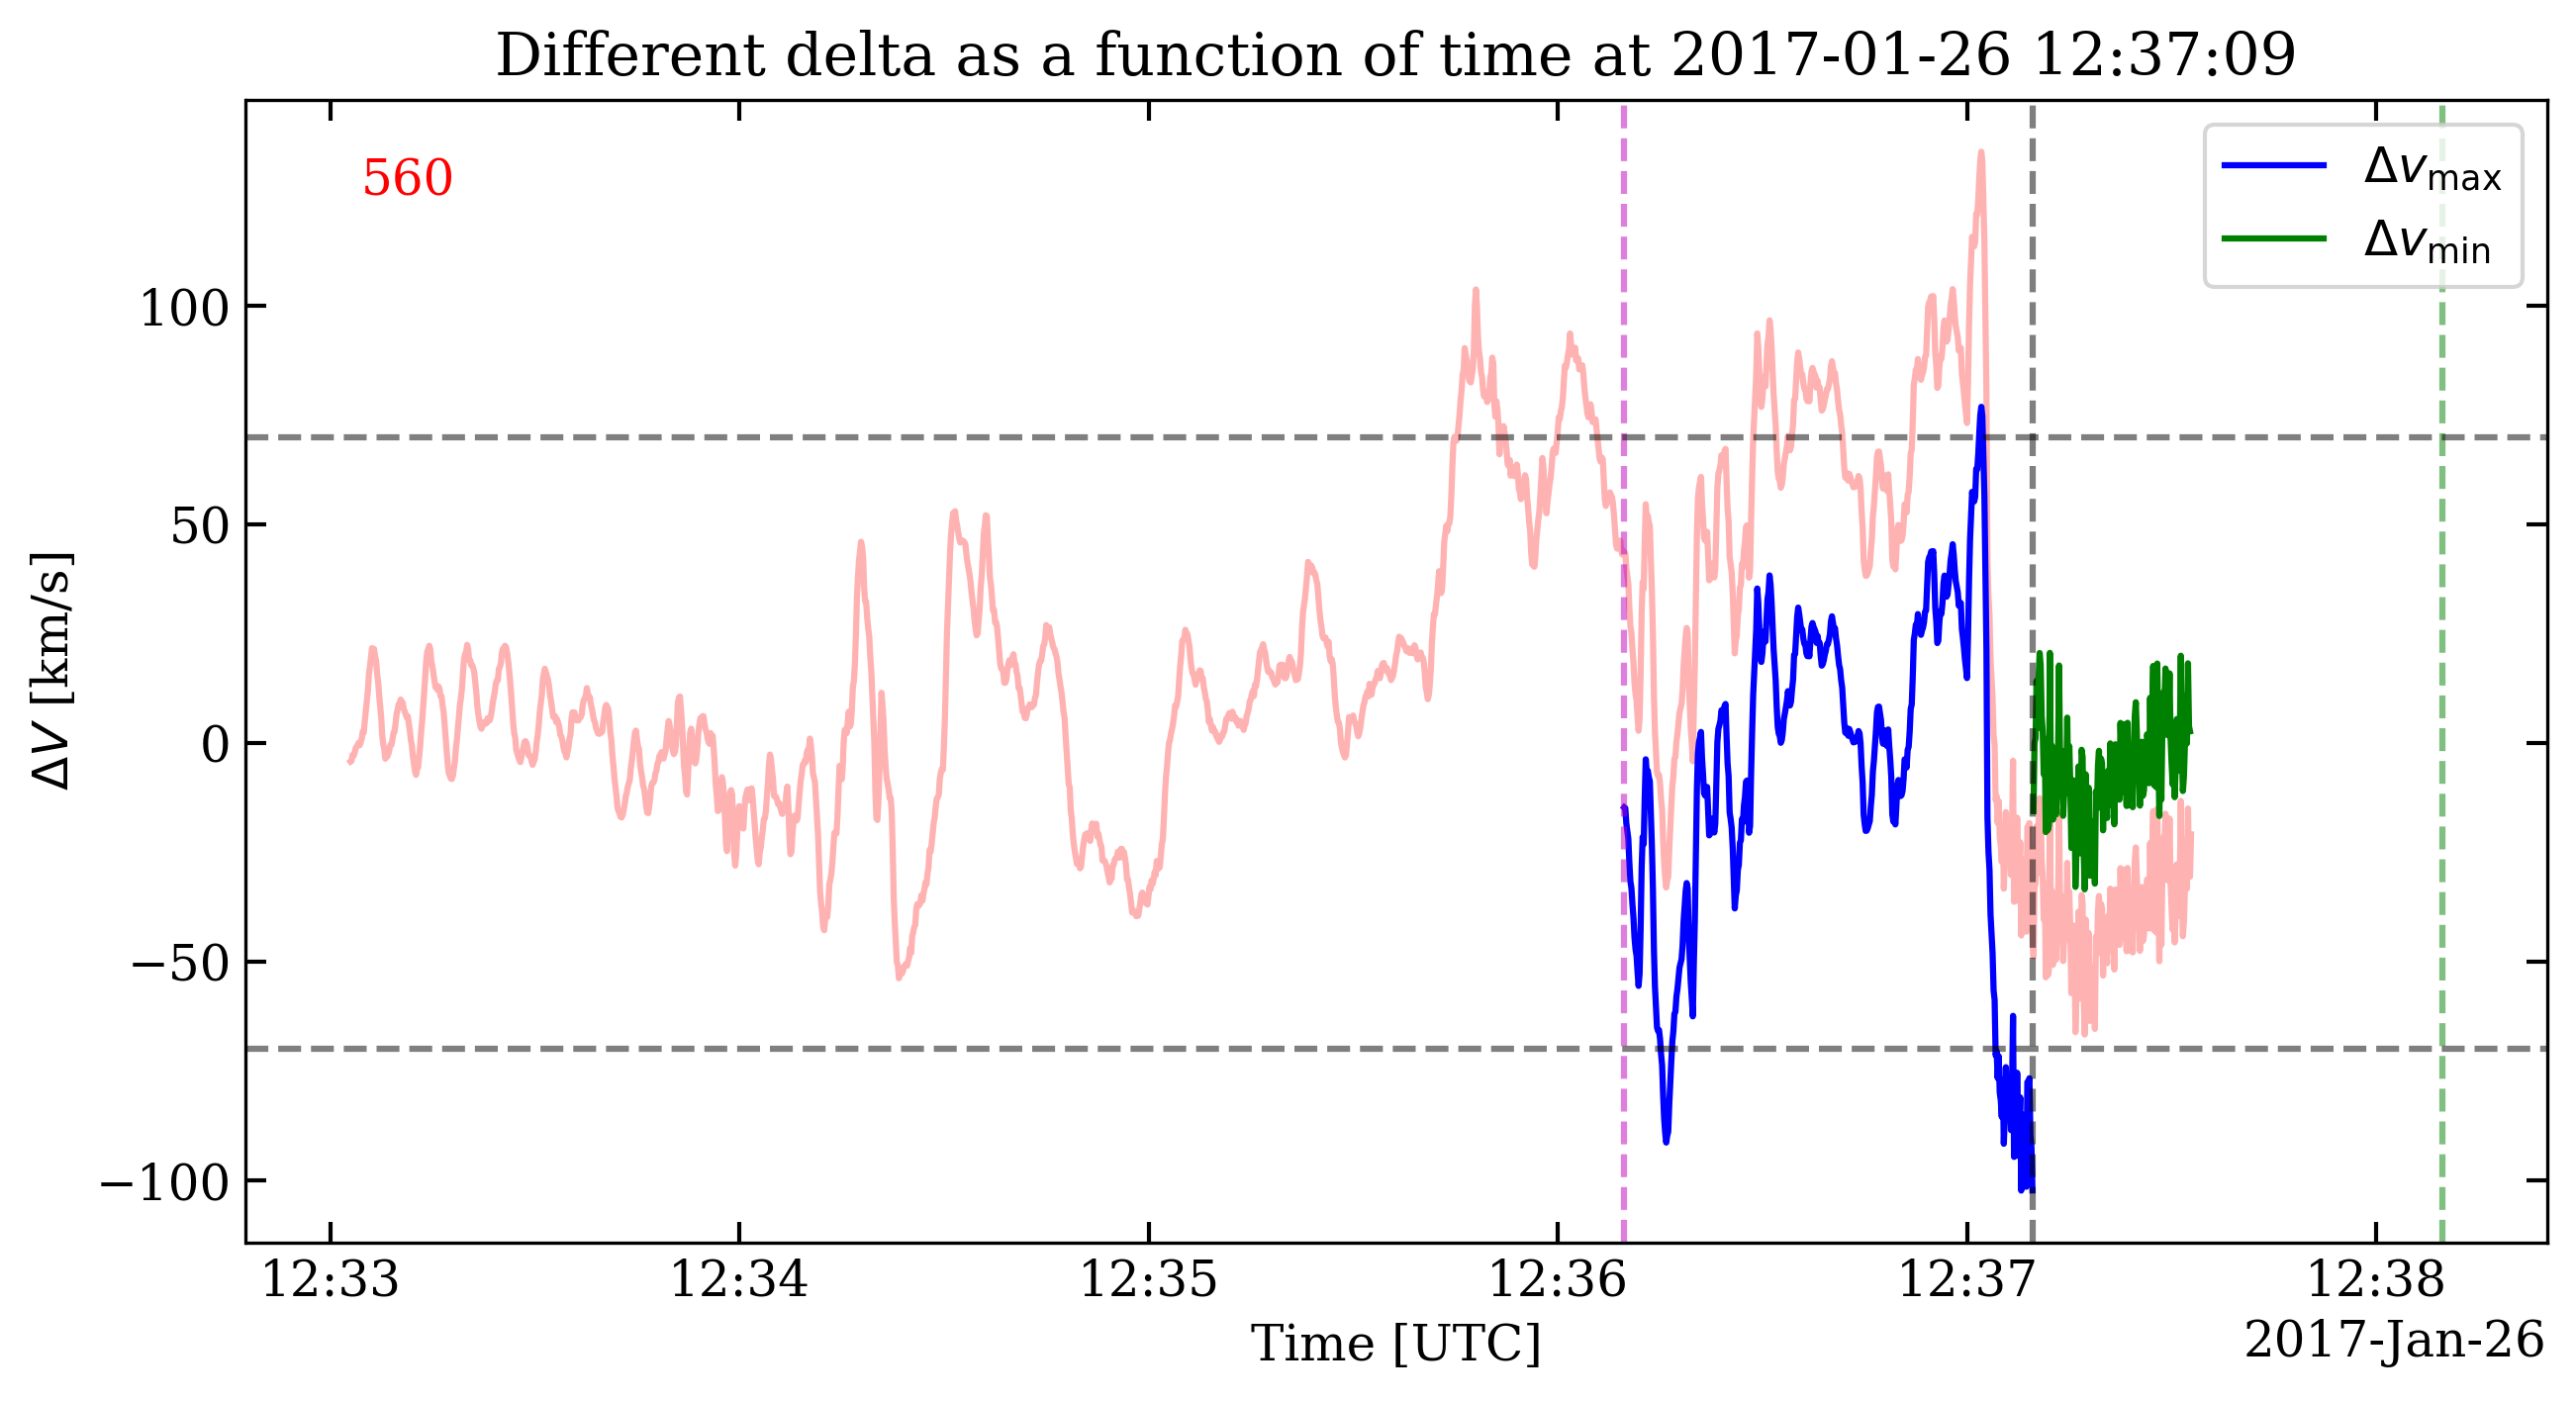 Different delta as a function of time at 2017-01-26 12:37:09
560
Δv_max
Δv_min
100
50
0
−50
−100
ΔV [km/s]
12:33 12:34 12:35 12:36 12:37 12:38
Time [UTC]
2017-Jan-26